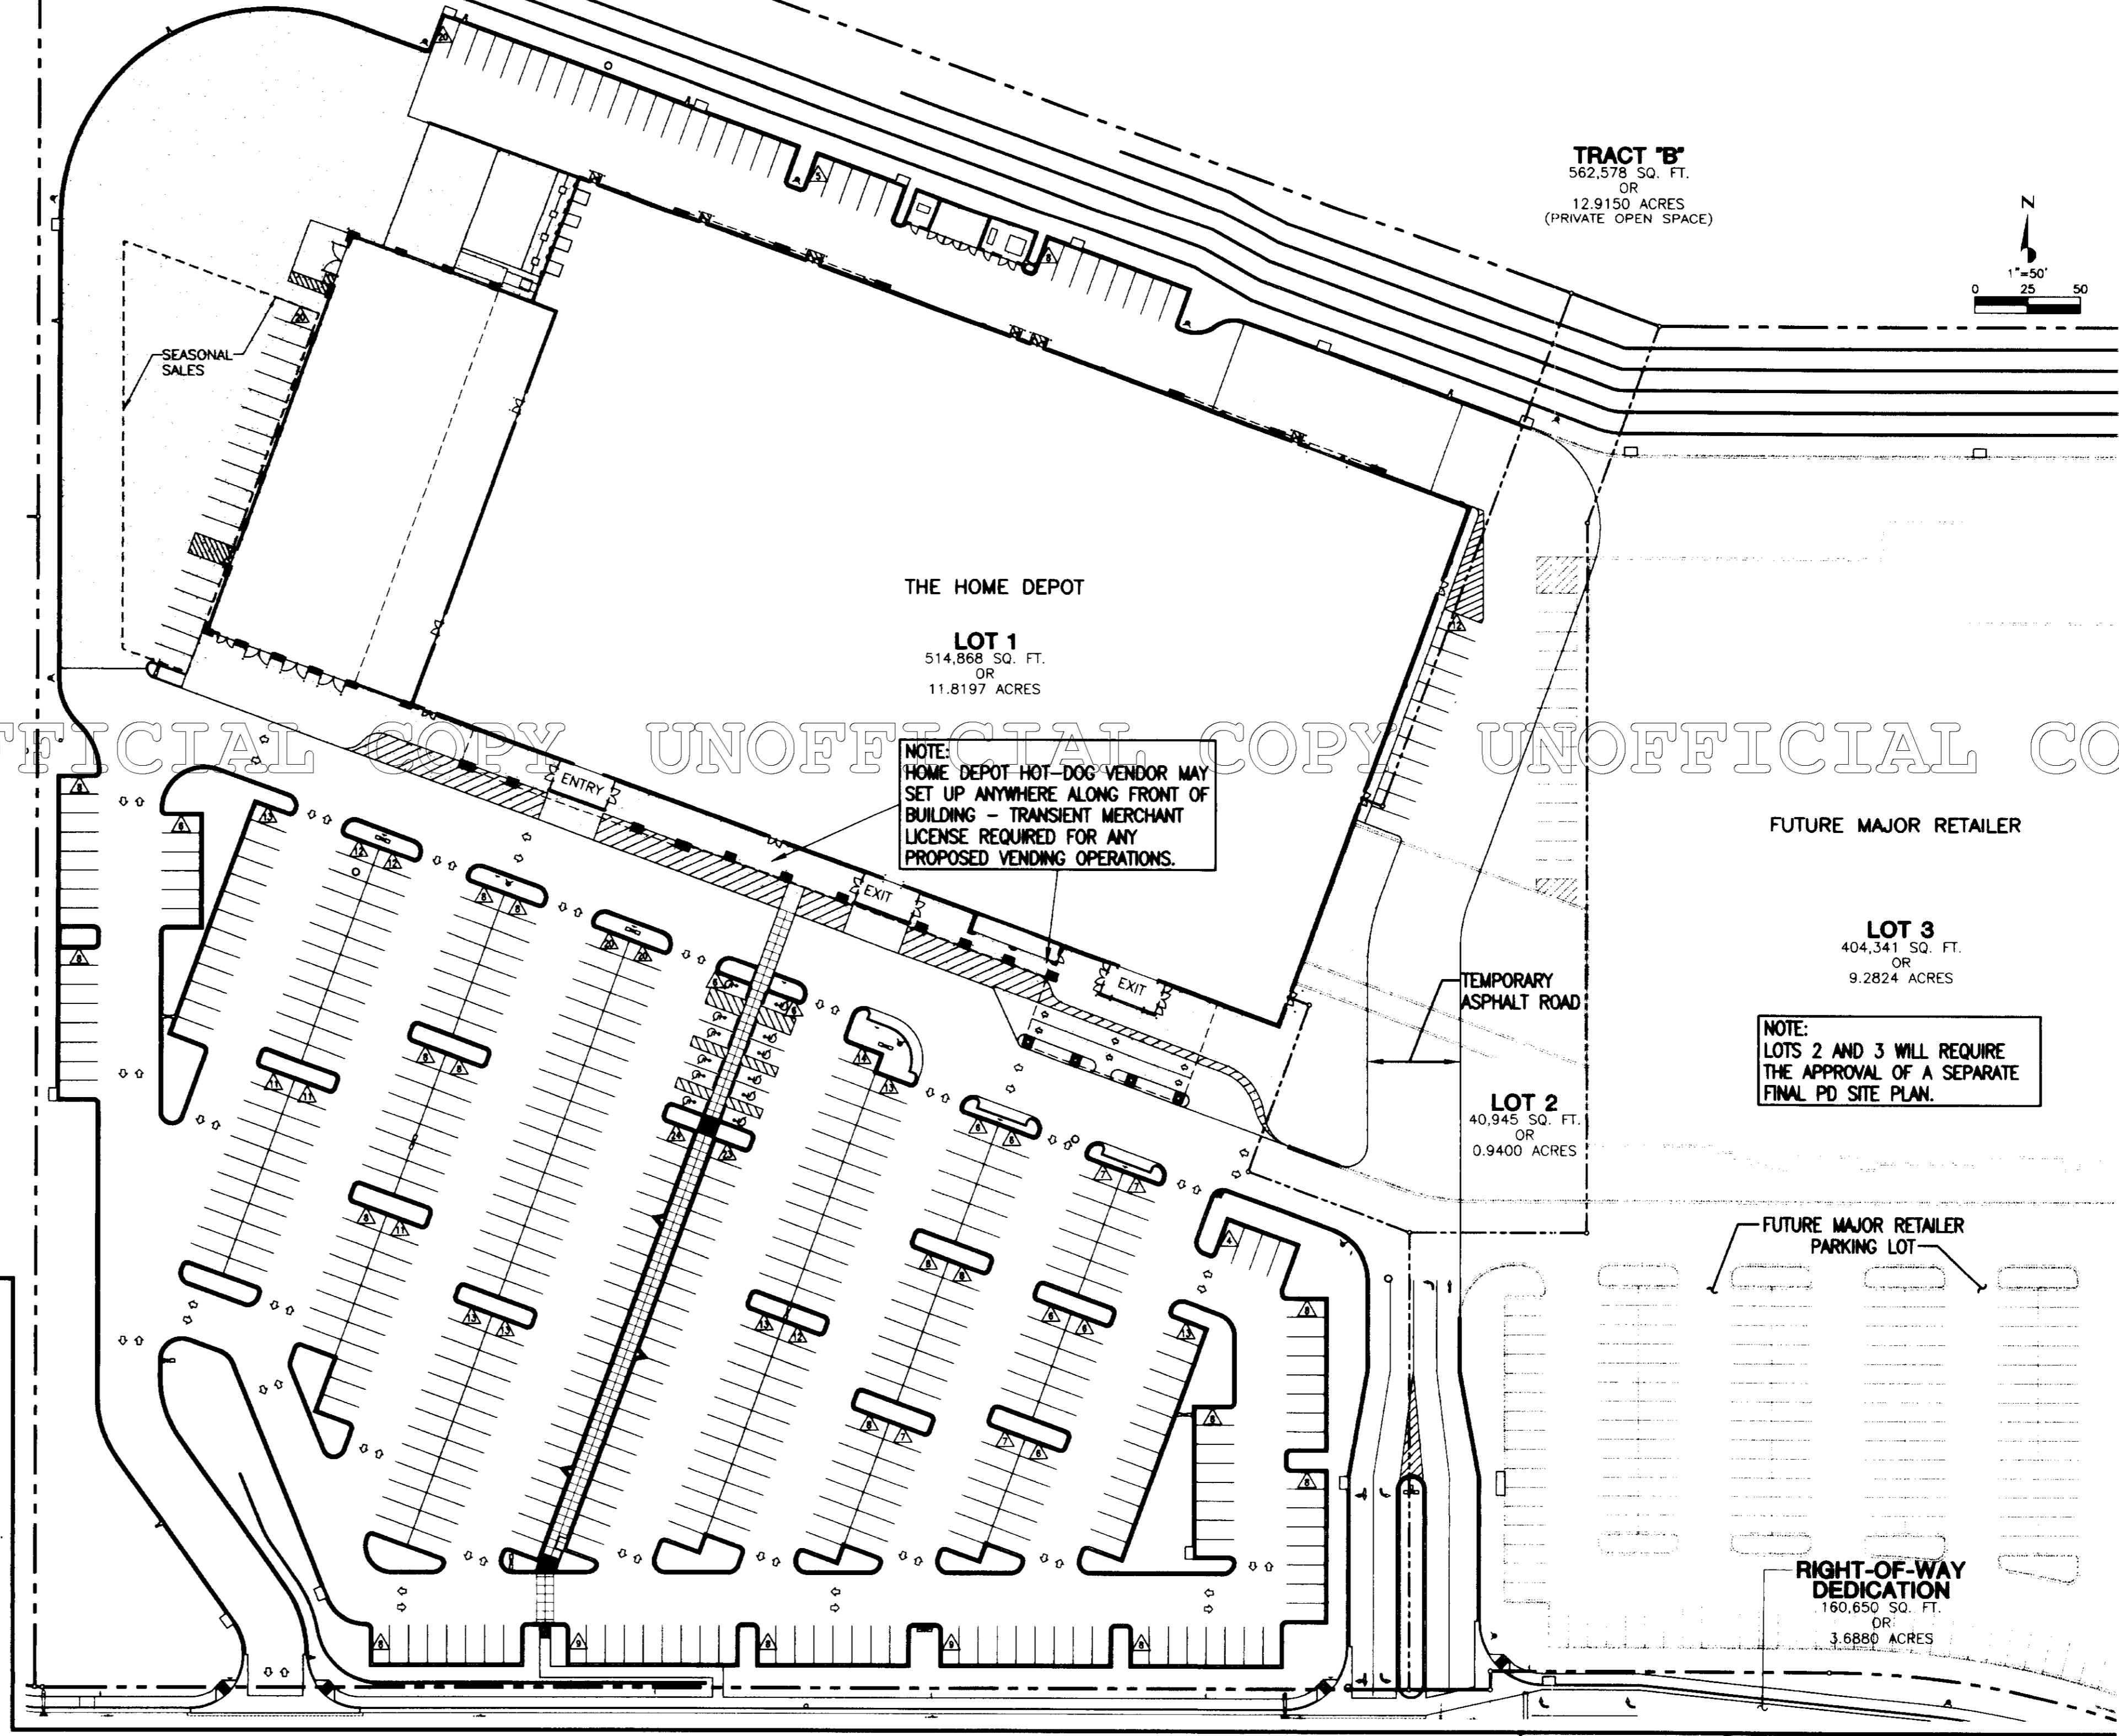 TRACT "B"
562,578 SQ. FT.
OR
12.9150 ACRES
(PRIVATE OPEN SPACE)
N
1"=50'
0 25 50
SEASONAL
SALES
THE HOME DEPOT
LOT 1
514,868 SQ. FT.
OR
11.8197 ACRES
FFICIAL COPY UNOFFICIAL COPY UNOFFICIAL CO
NOTE:
HOME DEPOT HOT-DOG VENDOR MAY
SET UP ANYWHERE ALONG FRONT OF
BUILDING - TRANSIENT MERCHANT
LICENSE REQUIRED FOR ANY
PROPOSED VENDING OPERATIONS.
ENTRY
EXIT
EXIT
FUTURE MAJOR RETAILER
LOT 3
404,341 SQ. FT.
OR
9.2824 ACRES
TEMPORARY
ASPHALT ROAD
NOTE:
LOTS 2 AND 3 WILL REQUIRE
THE APPROVAL OF A SEPARATE
FINAL PD SITE PLAN.
LOT 2
40,945 SQ. FT.
OR
0.9400 ACRES
FUTURE MAJOR RETAILER
PARKING LOT
RIGHT-OF-WAY
DEDICATION
160,650 SQ. FT.
OR
3.6880 ACRES